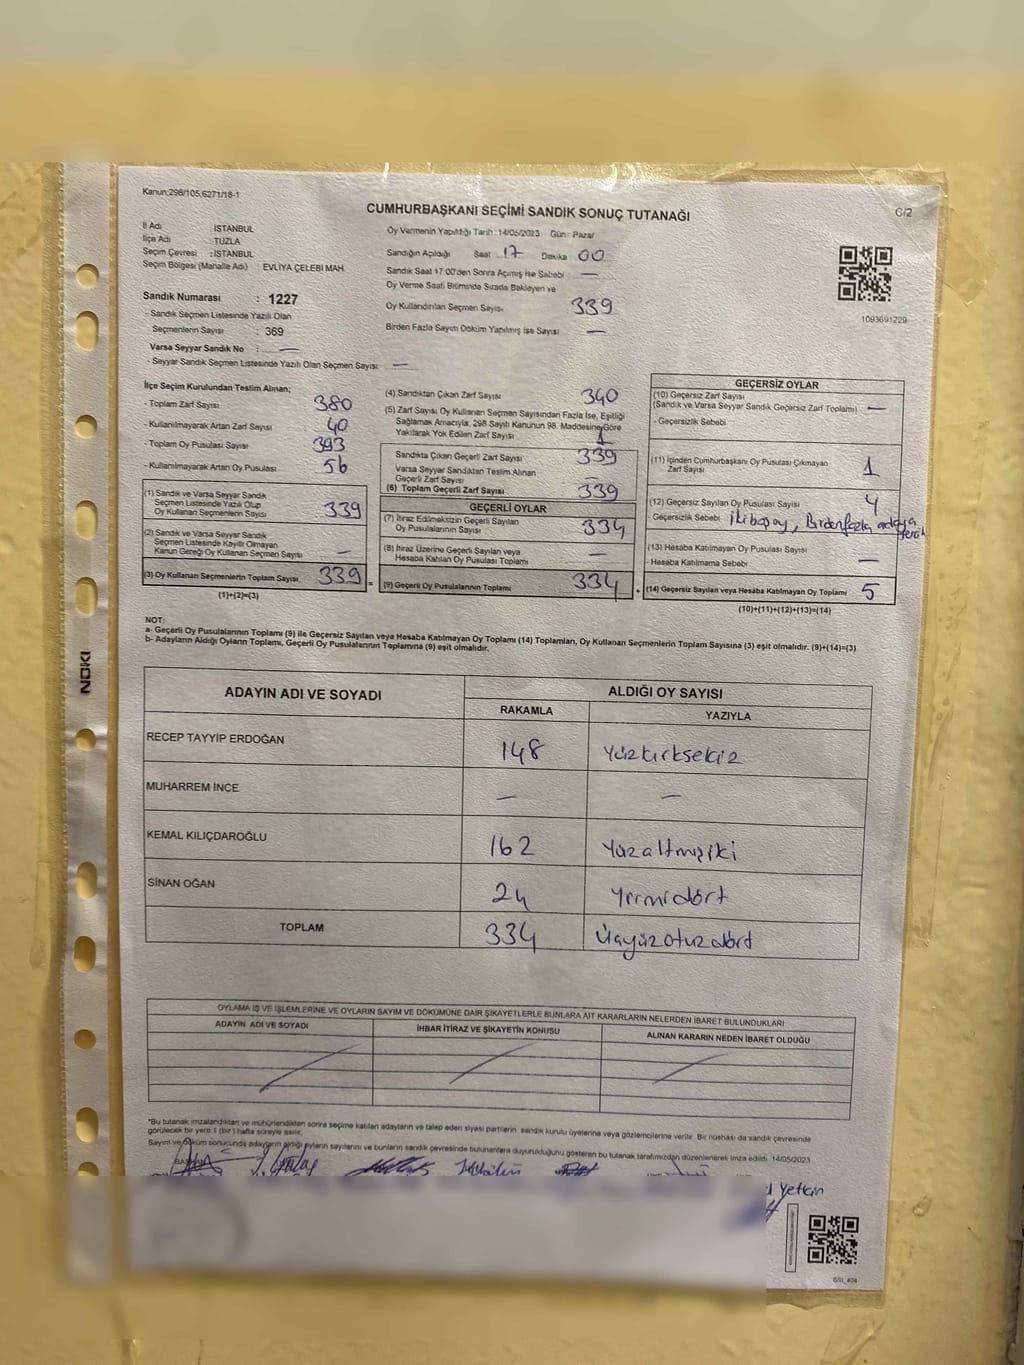 Kanun;298/105,6271/18-1
CUMHURBAŞKANI SEÇİMİ SANDIK SONUÇ TUTANAĞI
C/2
İl Adı : İSTANBUL
İlçe Adı : TUZLA
Seçim Çevresi : İSTANBUL
Seçim Bölgesi (Mahalle Adı) : EVLİYA ÇELEBİ MAH.
Sandık Numarası : 1227
- Sandık Seçmen Listesinde Yazılı Olan
Seçmenlerin Sayısı : 369
Varsa Seyyar Sandık No : —
- Seyyar Sandık Seçmen Listesinde Yazılı Olan Seçmen Sayısı : —
Oy Vermenin Yapıldığı Tarih : 14/05/2023 Gün : Pazar
Sandığın Açıldığı Saat 17 Dakika 00
Sandık Saat 17:00'den Sonra Açılmış İse Sebebi : —
Oy Verme Saati Bitiminde Sırada Bekleyen ve
Oy Kullandırılan Seçmen Sayısı 339
Birden Fazla Sayım Döküm Yapılmış İse Sayısı —
1093691229
İlçe Seçim Kurulundan Teslim Alınan;
- Toplam Zarf Sayısı 380
- Kullanılmayarak Artan Zarf Sayısı 40
- Toplam Oy Pusulası Sayısı 393
- Kullanılmayarak Artan Oy Pusulası 56
(1) Sandık ve Varsa Seyyar Sandık
Seçmen Listesinde Yazılı Olup
Oy Kullanan Seçmenlerin Sayısı 339
(2) Sandık ve Varsa Seyyar Sandık
Seçmen Listesinde Kayıtlı Olmayan
Kanun Gereği Oy Kullanan Seçmen Sayısı —
(3) Oy Kullanan Seçmenlerin Toplam Sayısı 339
(1)+(2)=(3)
(4) Sandıktan Çıkan Zarf Sayısı 340
(5) Zarf Sayısı Oy Kullanan Seçmen Sayısından Fazla İse, Eşitliği
Sağlamak Amacıyla; 298 Sayılı Kanunun 98. Maddesine Göre
Yakılarak Yok Edilen Zarf Sayısı 1
Sandıkta Çıkan Geçerli Zarf Sayısı 339
Varsa Seyyar Sandıktan Teslim Alınan
Geçerli Zarf Sayısı
(6) Toplam Geçerli Zarf Sayısı 339
GEÇERLİ OYLAR
(7) İtiraz Edilmeksizin Geçerli Sayılan
Oy Pusulalarının Sayısı 334
(8) İtiraz Üzerine Geçerli Sayılan veya
Hesaba Katılan Oy Pusulası Toplamı —
= (9) Geçerli Oy Pusulalarının Toplamı 334 +
GEÇERSİZ OYLAR
(10) Geçersiz Zarf Sayısı
(Sandık ve Varsa Seyyar Sandık Geçersiz Zarf Toplamı) —
- Geçersizlik Sebebi
(11) İçinden Cumhurbaşkanı Oy Pusulası Çıkmayan
Zarf Sayısı 1
(12) Geçersiz Sayılan Oy Pusulası Sayısı 4
- Geçersizlik Sebebi İkibaşoy, Birdenfazla adaya
(13) Hesaba Katılmayan Oy Pusulası Sayısı
- Hesaba Katılmama Sebebi —
(14) Geçersiz Sayılan veya Hesaba Katılmayan Oy Toplamı 5
(10)+(11)+(12)+(13)=(14)
NOT:
a- Geçerli Oy Pusulalarının Toplamı (9) ile Geçersiz Sayılan veya Hesaba Katılmayan Oy Toplamı (14) Toplamları, Oy Kullanan Seçmenlerin Toplam Sayısına (3) eşit olmalıdır. (9)+(14)=(3)
b- Adayların Aldığı Oyların Toplamı, Geçerli Oy Pusulalarının Toplamına (9) eşit olmalıdır.
NOKI
ADAYIN ADI VE SOYADI ALDIĞI OY SAYISI
RAKAMLA YAZIYLA
RECEP TAYYİP ERDOĞAN 148 Yüzkırksekiz
MUHARREM İNCE — —
KEMAL KILIÇDAROĞLU 162 Yüzaltmışiki
SİNAN OĞAN 24 Yirmidört
TOPLAM 334 Üçyüzotuzdört
OYLAMA İŞ VE İŞLEMLERİNE VE OYLARIN SAYIM VE DÖKÜMÜNE DAİR ŞİKAYETLERLE BUNLARA AİT KARARLARIN NELERDEN İBARET BULUNDUKLARI
ADAYIN ADI VE SOYADI İHBAR İTİRAZ VE ŞİKAYETİN KONUSU ALINAN KARARIN NEDEN İBARET OLDUĞU
*Bu tutanak imzalandıktan ve mühürlendikten sonra seçime katılan adayların ve talep eden siyasi partilerin sandık kurulu üyelerine veya gözlemcilerine verilir. Bir nüshası da sandık çevresinde
görülecek bir yere 1 (bir) hafta süreyle asılır.
Sayım ve döküm sonucunda adayların aldığı oyların sayılarını ve bunların sandık çevresinde bulunanlara duyurulduğunu gösteren bu tutanak tarafımızdan düzenlenerek imza edildi. 14/05/2023
BAŞKAN
Yetkin
SSI_404